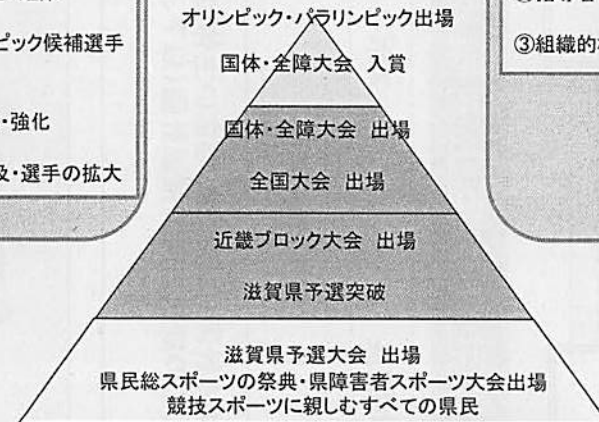 オリンピック・パラリンピック出場
国体・全障大会 入賞
国体・全障大会 出場
全国大会 出場
近畿ブロック大会 出場
滋賀県予選突破
滋賀県予選大会 出場
県民総スポーツの祭典・県障害者スポーツ大会出場
競技スポーツに親しむすべての県民
ピック候補選手
・強化
・選手の拡大
③組織的